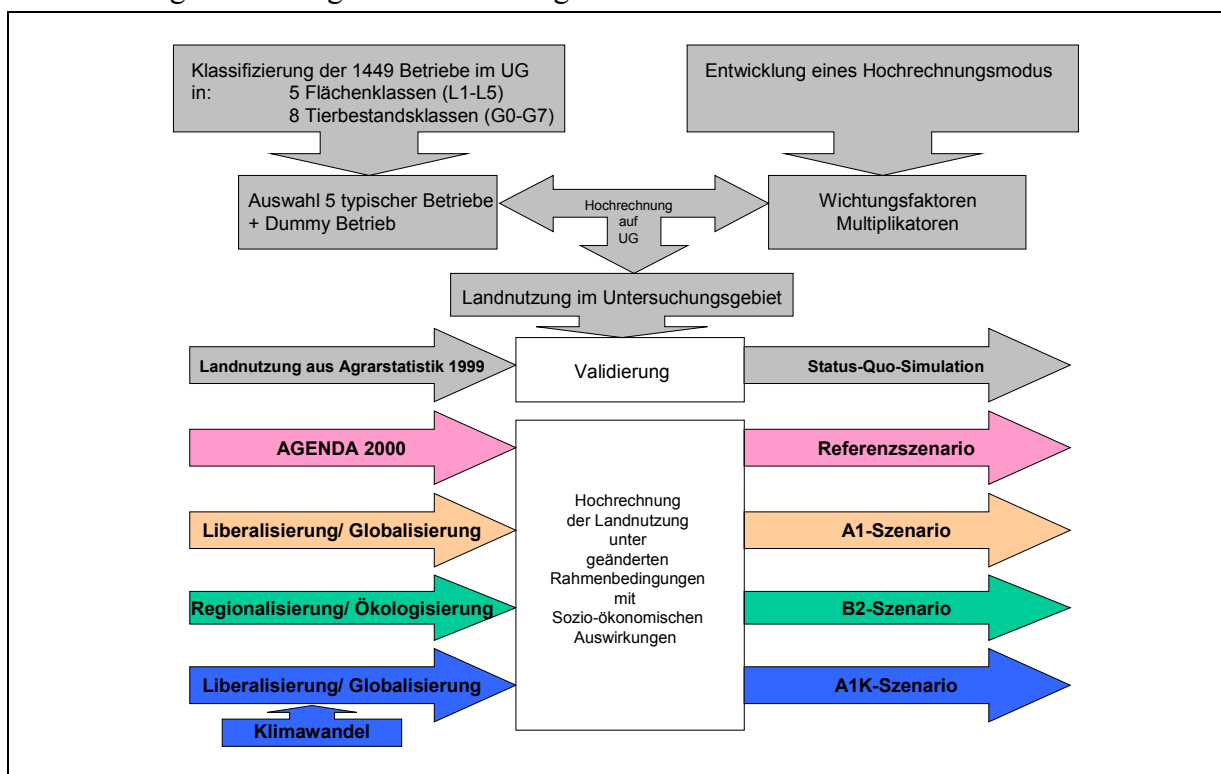 Klassifizierung der 1449 Betriebe im UG
in: 5 Flächenklassen (L1-L5)
8 Tierbestandsklassen (G0-G7)
Entwicklung eines Hochrechnungsmodus
Auswahl 5 typischer Betriebe
+ Dummy Betrieb
Hochrechnung
auf
UG
Wichtungsfaktoren
Multiplikatoren
Landnutzung im Untersuchungsgebiet
Landnutzung aus Agrarstatistik 1999
Validierung
Status-Quo-Simulation
AGENDA 2000
Referenzszenario
Liberalisierung/ Globalisierung
A1-Szenario
Hochrechnung
der Landnutzung
unter
geänderten
Rahmenbedingungen
mit
Sozio-ökonomischen
Auswirkungen
Regionalisierung/ Ökologisierung
B2-Szenario
Liberalisierung/ Globalisierung
A1K-Szenario
Klimawandel